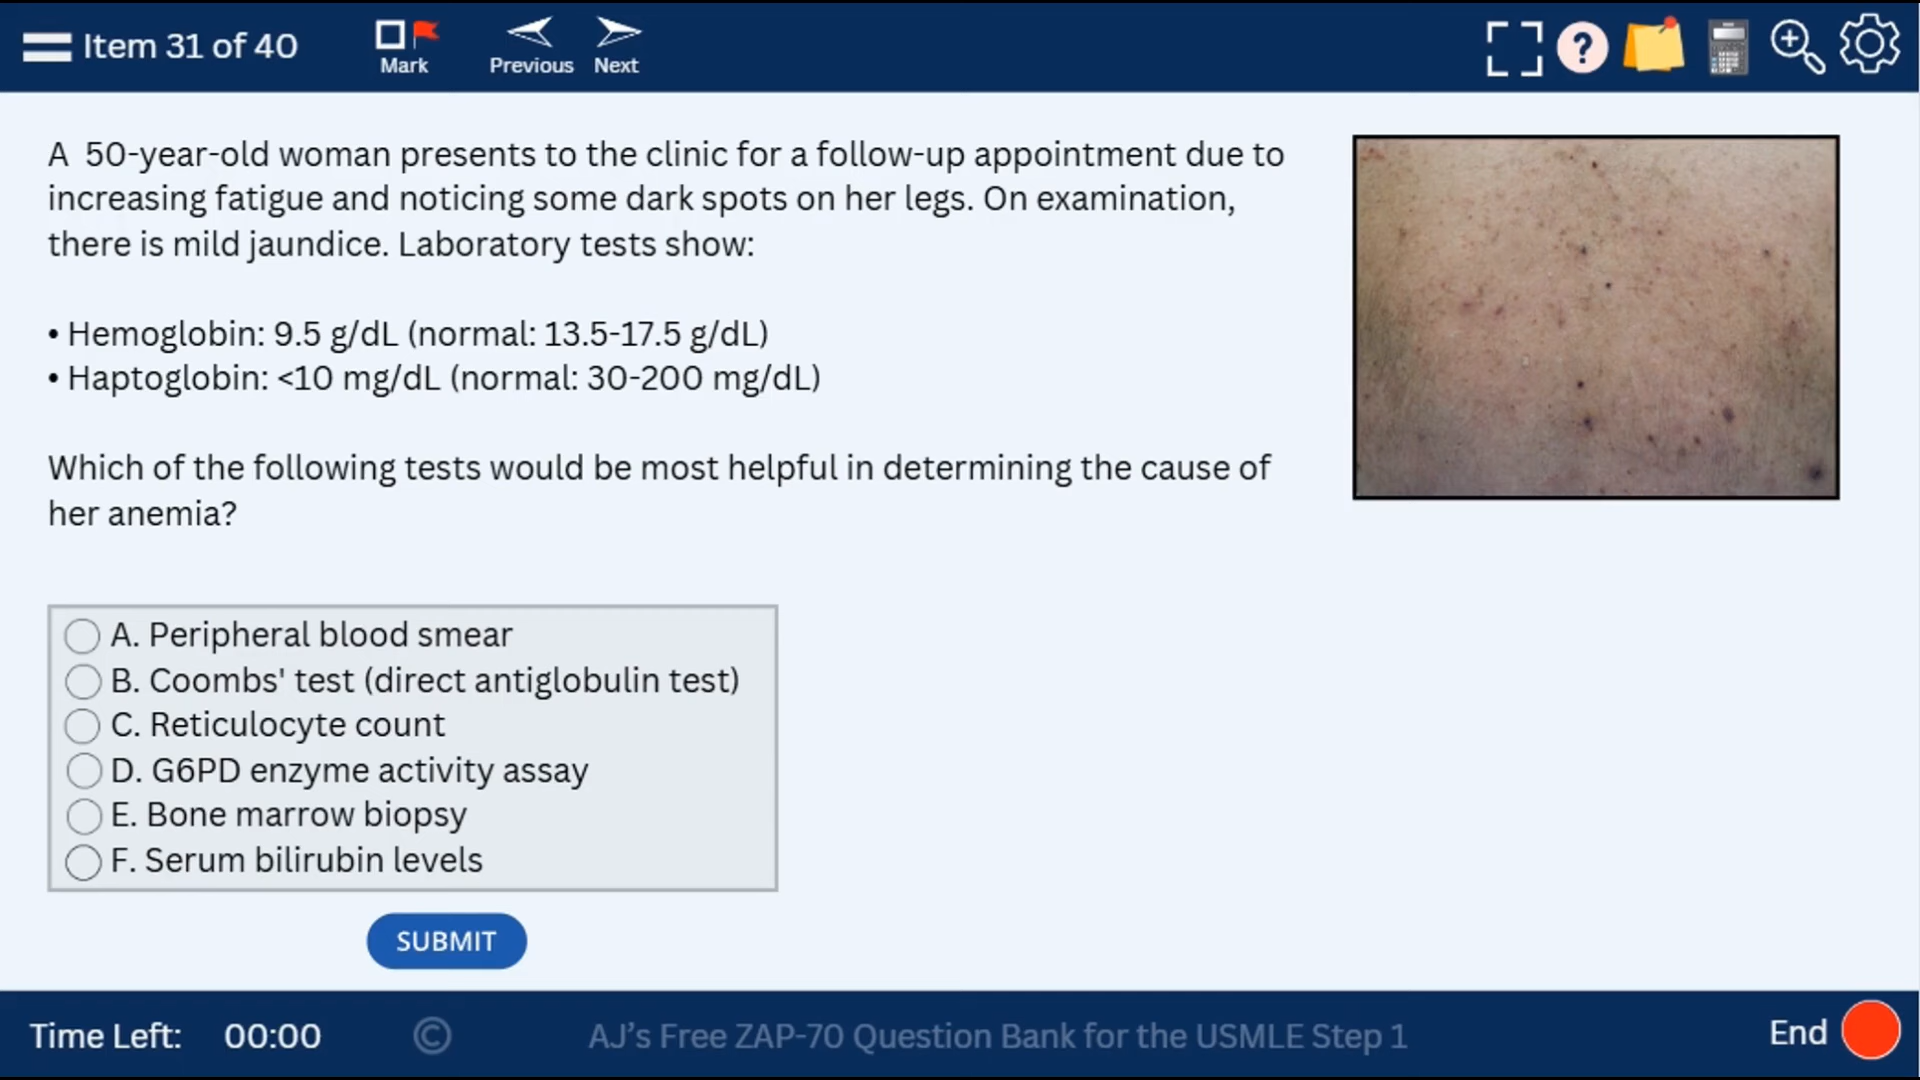 Item 31 of 40
Mark
Previous
Next
?
A 50-year-old woman presents to the clinic for a follow-up appointment due to
increasing fatigue and noticing some dark spots on her legs. On examination,
there is mild jaundice. Laboratory tests show:
• Hemoglobin: 9.5 g/dL (normal: 13.5-17.5 g/dL)
• Haptoglobin: <10 mg/dL (normal: 30-200 mg/dL)
Which of the following tests would be most helpful in determining the cause of
her anemia?
A. Peripheral blood smear
B. Coombs' test (direct antiglobulin test)
C. Reticulocyte count
D. G6PD enzyme activity assay
E. Bone marrow biopsy
F. Serum bilirubin levels
SUBMIT
Time Left: 00:00
©
AJ's Free ZAP-70 Question Bank for the USMLE Step 1
End